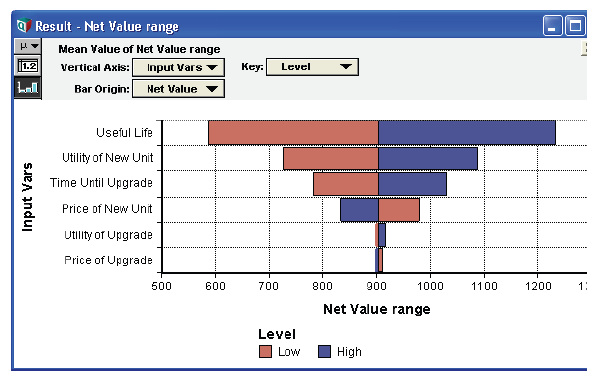 Result - Net Value range
μ
Mean Value of Net Value range
1.2
Vertical Axis: Input Vars
Key: Level
Bar Origin: Net Value
Input Vars
Useful Life
Utility of New Unit
Time Until Upgrade
Price of New Unit
Utility of Upgrade
Price of Upgrade
500 600 700 800 900 1000 1100 1200
Net Value range
Level
Low High